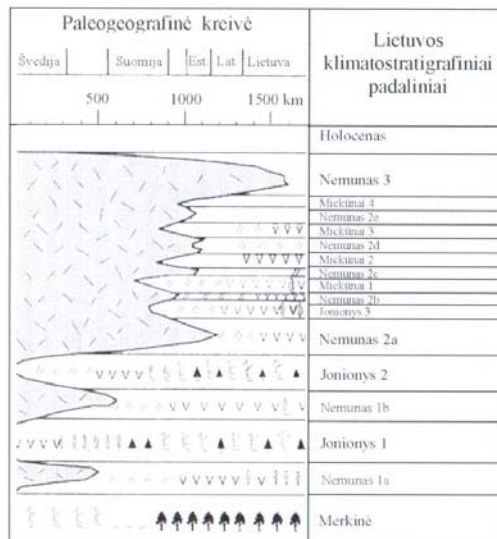 Paleogeografinė kreivė
Švedija
Suomija
Est.
Lat.
Lietuva
500
1000
1500 km
Lietuvos
klimatostratigrafiniai
padaliniai
Holocenas
Nemunas 3
Mickūnai 4
Nemunas 2e
Mickūnai 3
Nemunas 2d
Mickūnai 2
Nemunas 2c
Mickūnai 1
Nemunas 2b
Jonionys 3
Nemunas 2a
Jonionys 2
Nemunas 1b
Jonionys 1
Nemunas 1a
Merkinė